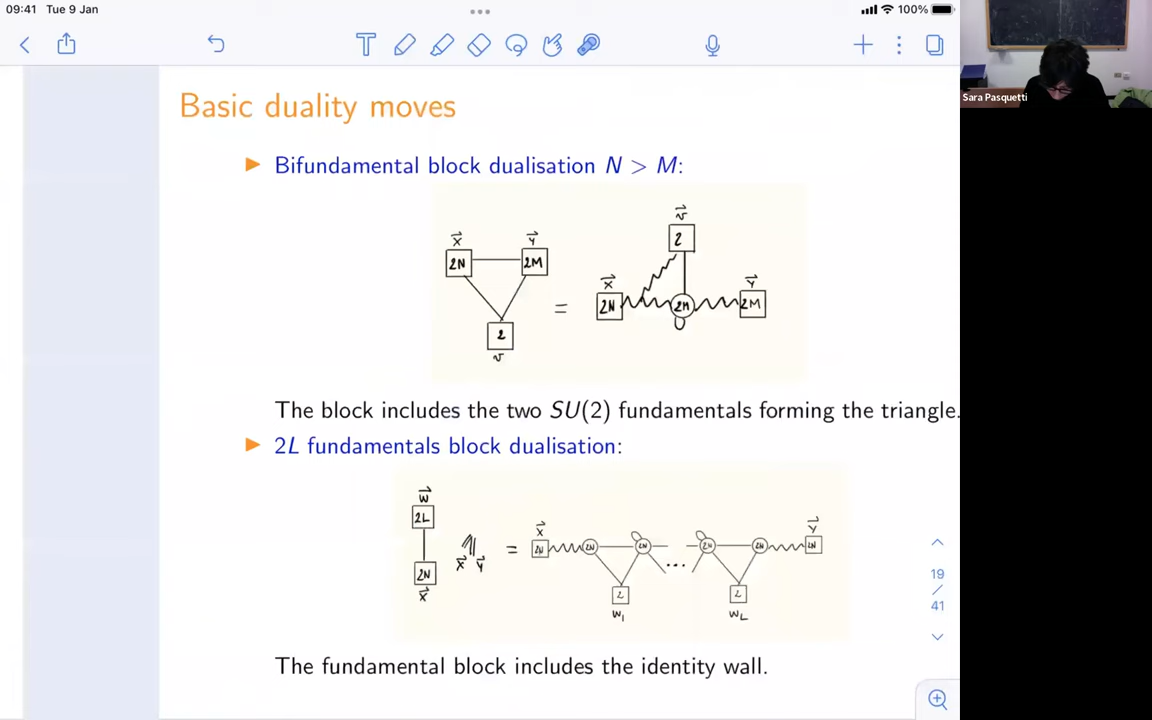 09:41 Tue 9 Jan
100%
Sara Pasquetti
Basic duality moves
Bifundamental block dualisation N > M:
x⃗ y⃗ v⃗
2N 2M 2
2
v
=
x⃗ y⃗
2N 2M 2M
The block includes the two SU(2) fundamentals forming the triangle.
2L fundamentals block dualisation:
w⃗
2L
2N
x⃗
x⃗ y⃗
=
x⃗ y⃗
2N 2N 2N ... 2N 2N 2N
2 2
W₁ W_L
The fundamental block includes the identity wall.
19
/
41